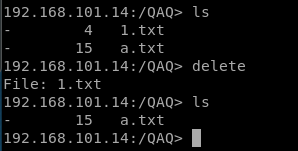 192.168.101.14:/QAQ> ls
-        4   1.txt
-       15   a.txt
192.168.101.14:/QAQ> delete
File: 1.txt
192.168.101.14:/QAQ> ls
-       15   a.txt
192.168.101.14:/QAQ>